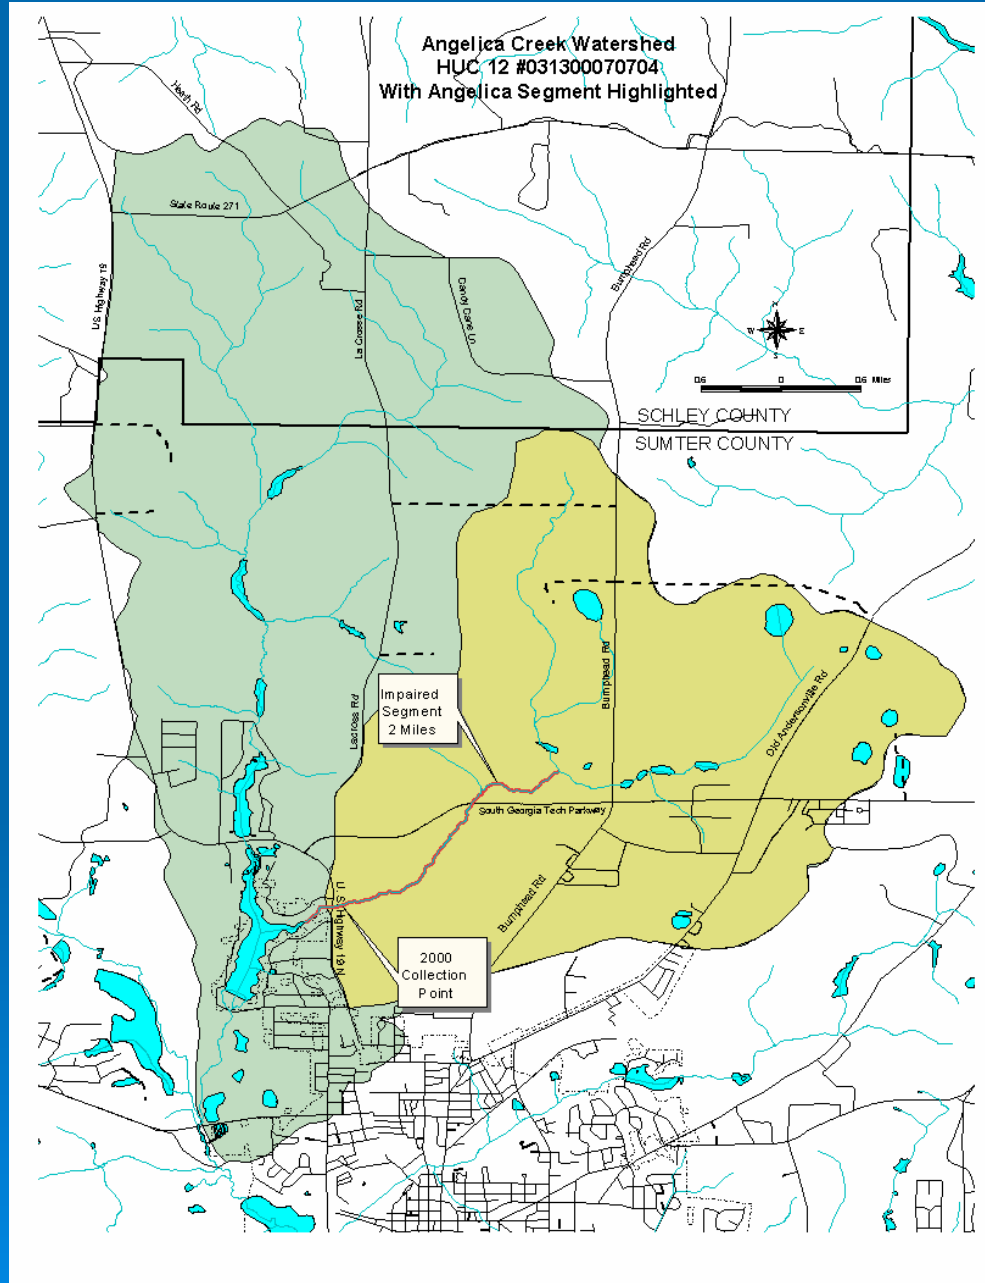 Angelica Creek Watershed
HUC 12 #031300070704
With Angelica Segment Highlighted
Heath Rd
State Route 271
US Highway 19
La Crosse Rd
Dandy Dane Ln
Bumphead Rd
N
W E
S
0.6 0 0.6 Miles
SCHLEY COUNTY
SUMTER COUNTY
Bumphead Rd
Old Andersonville Rd
Impaired
Segment
2 Miles
Lacross Rd
South Georgia Tech Parkway
Bumphead Rd
U. S. Highway 19 N
2000
Collection
Point